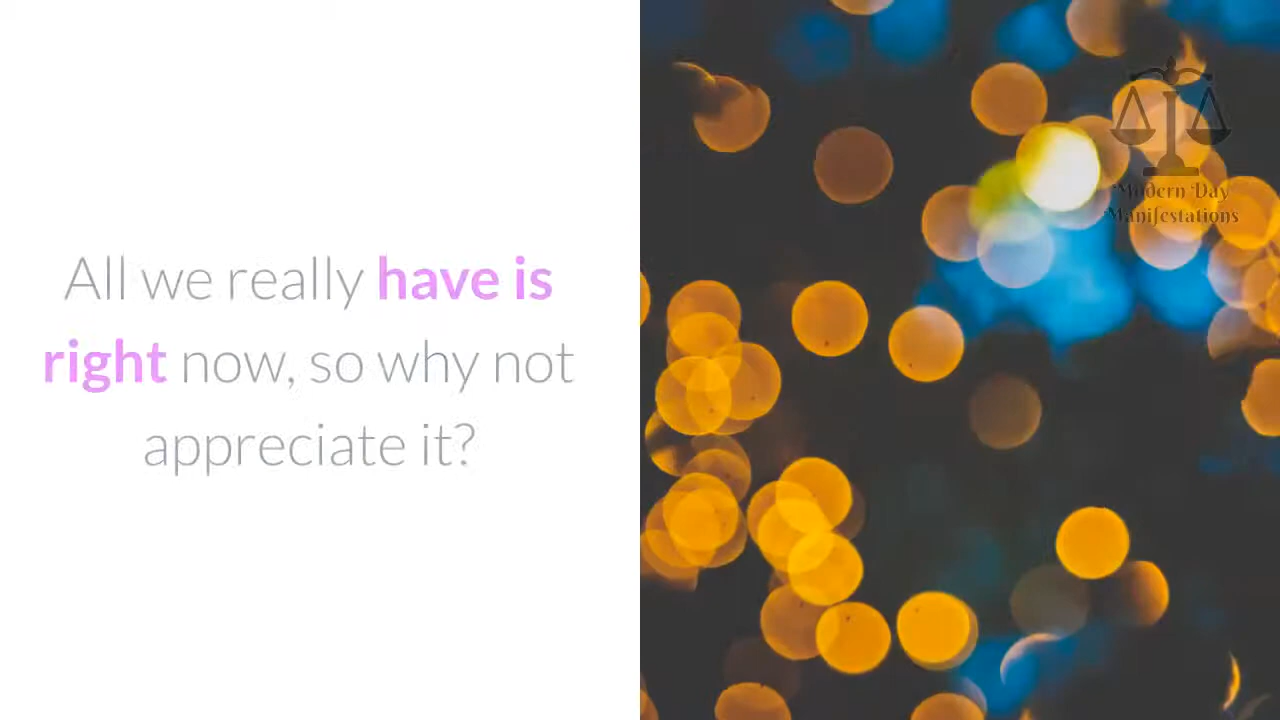 All we really have is
right now, so why not
appreciate it?
Modern Day
Manifestations